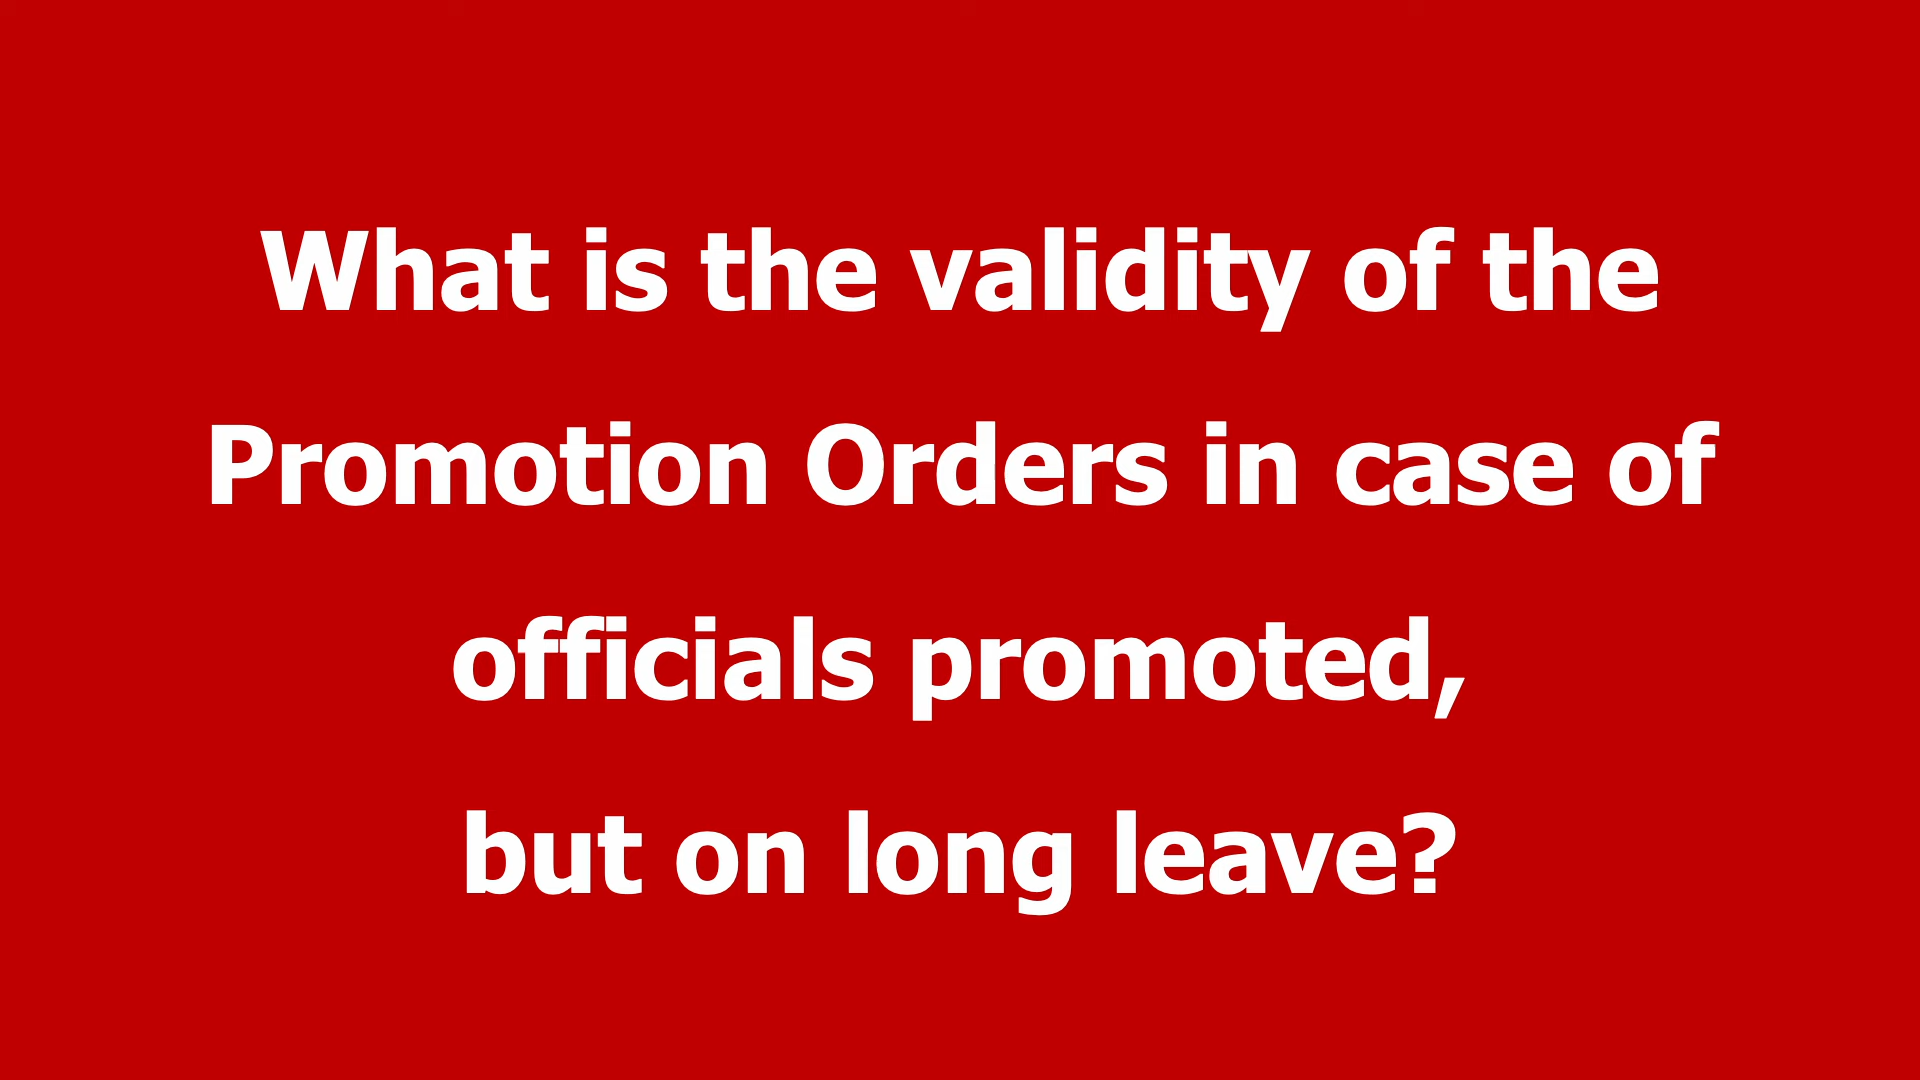 What is the validity of the
Promotion Orders in case of
officials promoted,
but on long leave?